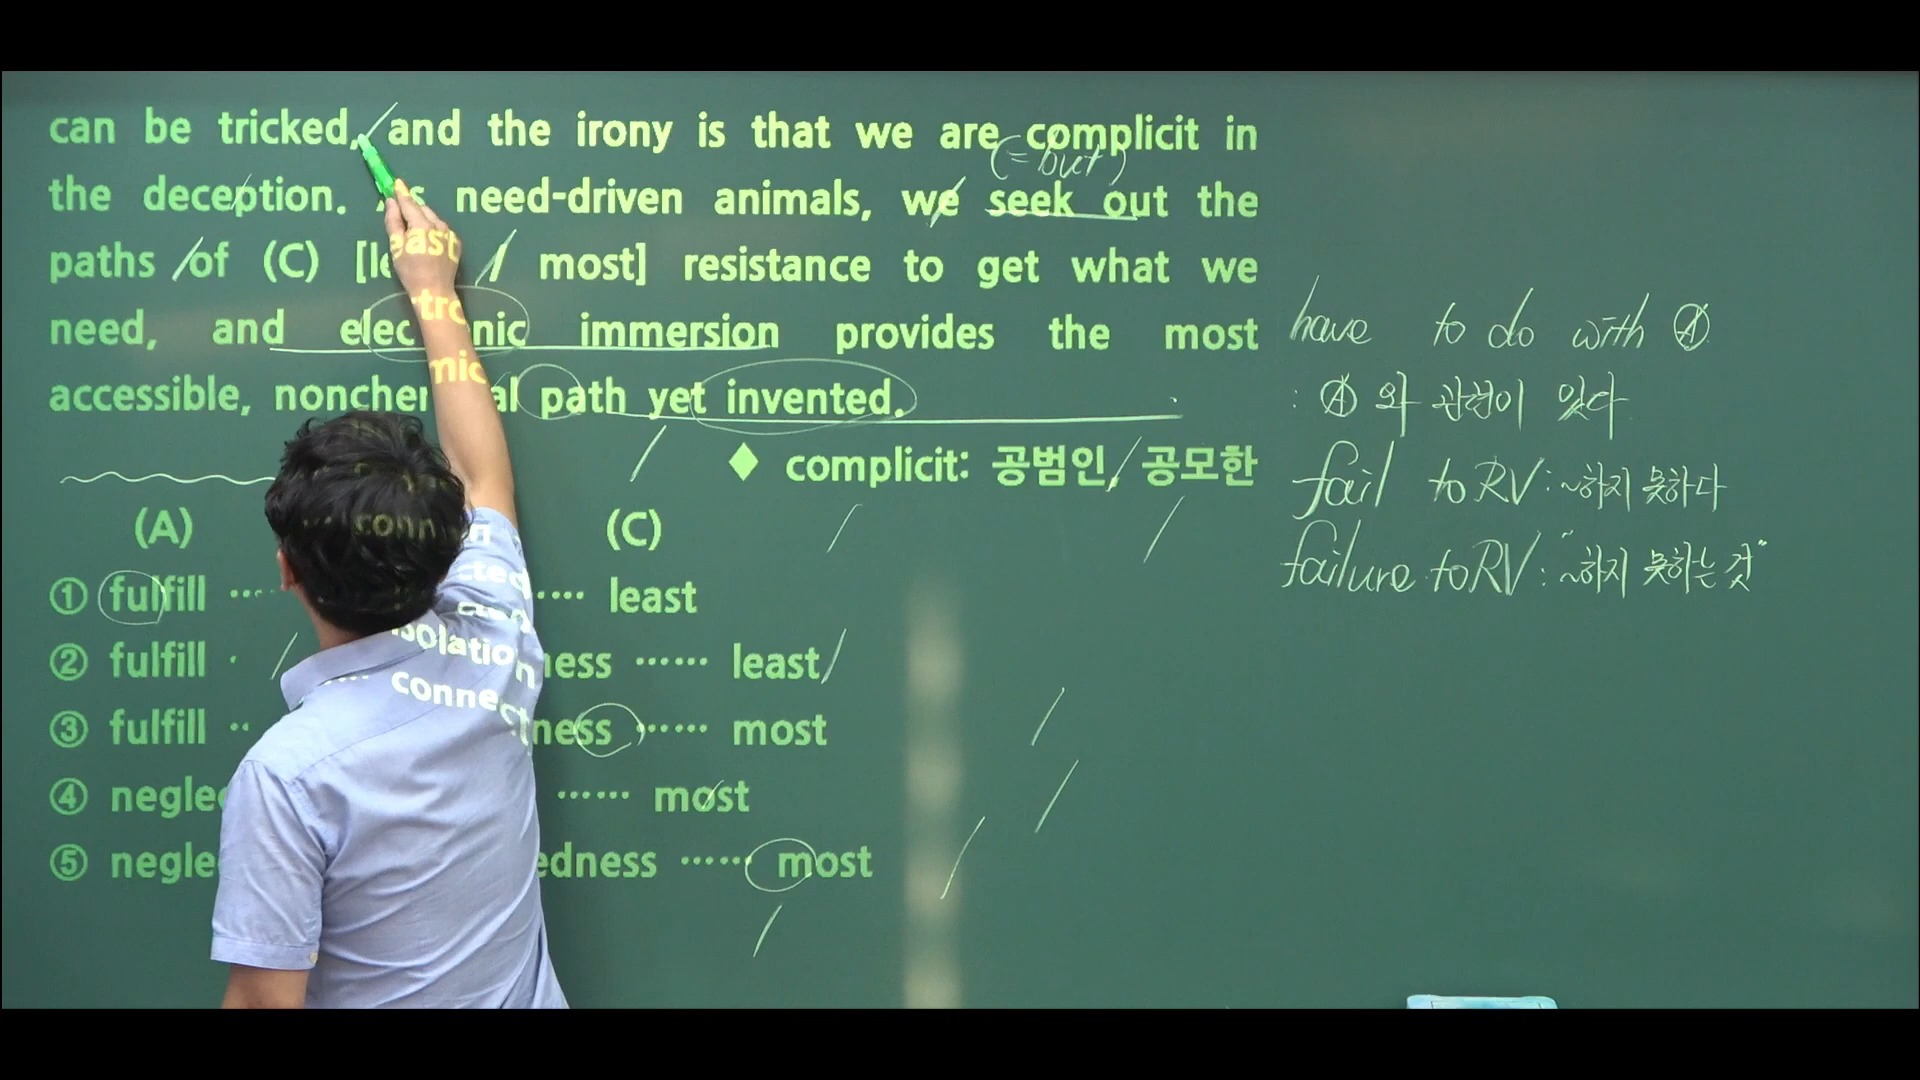 can be tricked, and the irony is that we are complicit in
(= but)
the deception. As need-driven animals, we seek out the
paths of (C) [least / most] resistance to get what we
need, and electronic immersion provides the most
accessible, nonchemical path yet invented.
◆ complicit: 공범인, 공모한
(A) (C)
① fulfill ...... least
② fulfill ness ...... least
③ fulfill ness ...... most
④ neglec ...... most
⑤ negle edness ...... most
have to do with Ⓐ
: Ⓐ와 관련이 있다
fail to RV : ~하지 못하다
failure to RV : "~하지 못하는 것"